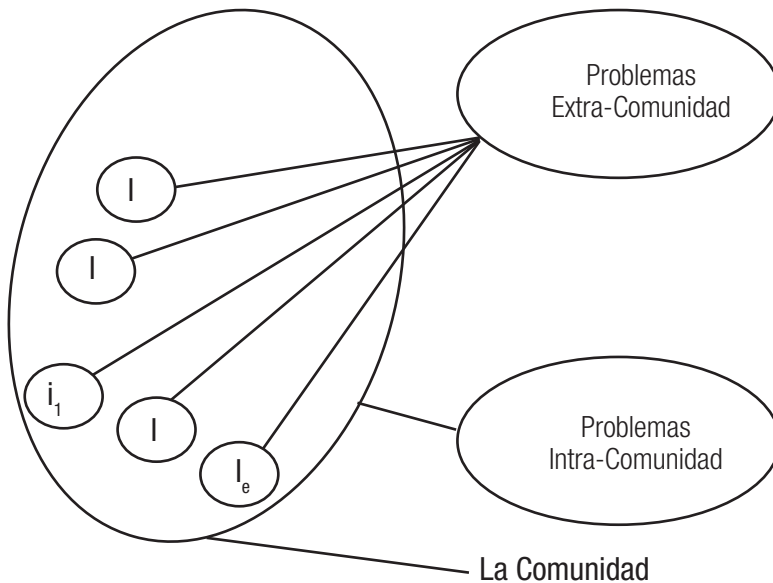 Problemas
Extra-Comunidad
I
I
i₁
I
Iₑ
Problemas
Intra-Comunidad
La Comunidad